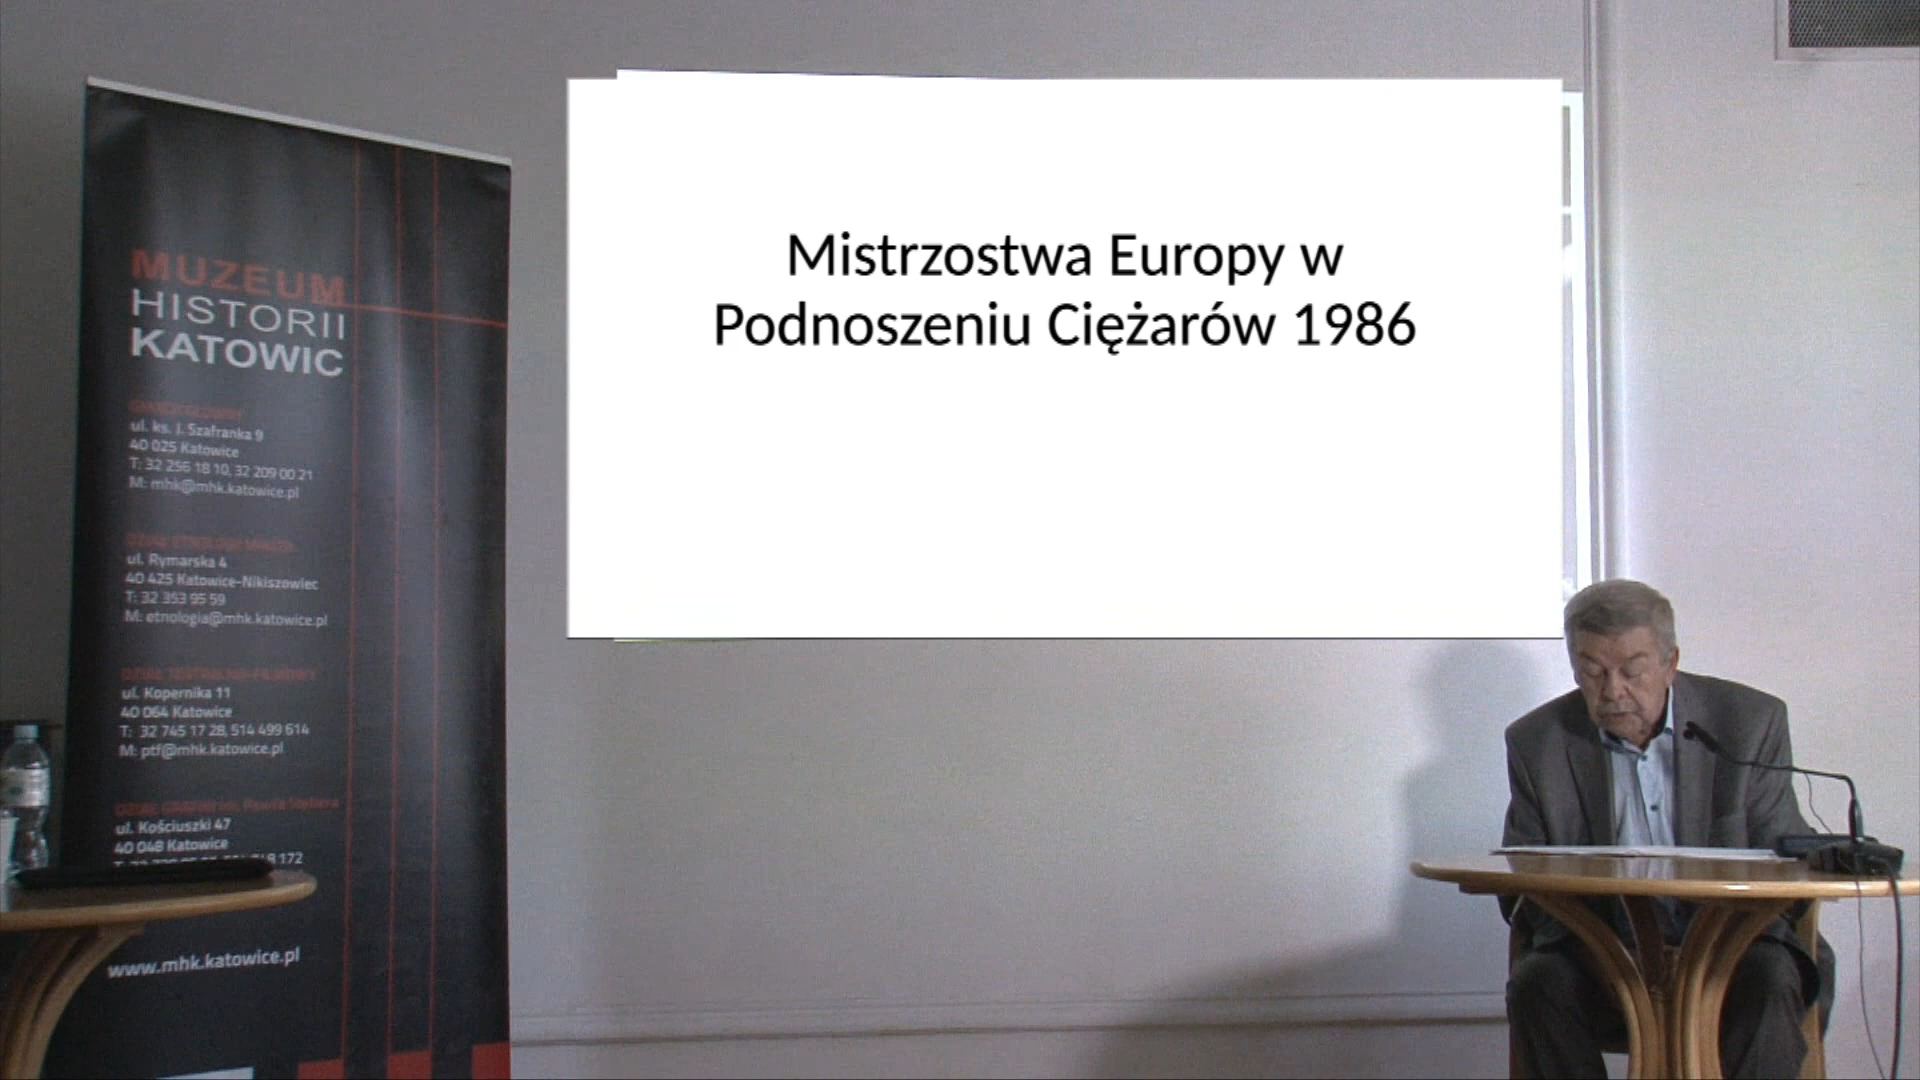 MUZEUM
HISTORII
KATOWIC
ul. ks. J. Szafranka 9
40 025 Katowice
T: 32 256 18 10, 32 209 00 21
M: mhk@mhk.katowice.pl
ul. Rymarska 4
40 425 Katowice-Nikiszowiec
T: 32 353 95 59
M: etnologia@mhk.katowice.pl
ul. Kopernika 11
40 064 Katowice
T: 32 745 17 28, 514 499 614
M: ptf@mhk.katowice.pl
ul. Kościuszki 47
40 048 Katowice
www.mhk.katowice.pl
Mistrzostwa Europy w
Podnoszeniu Ciężarów 1986